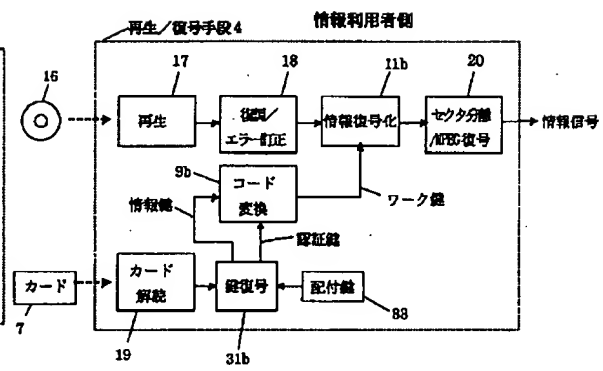 情報利用者側
再生/復号手段4
16
17
18
11b
20
再生
復調/
エラー訂正
情報復号化
セクタ分離
/MPEG復号
情報信号
9b
コード
変換
情報鍵
ワーク鍵
認証鍵
カード
7
カード
解読
19
鍵復号
31b
配付鍵
33